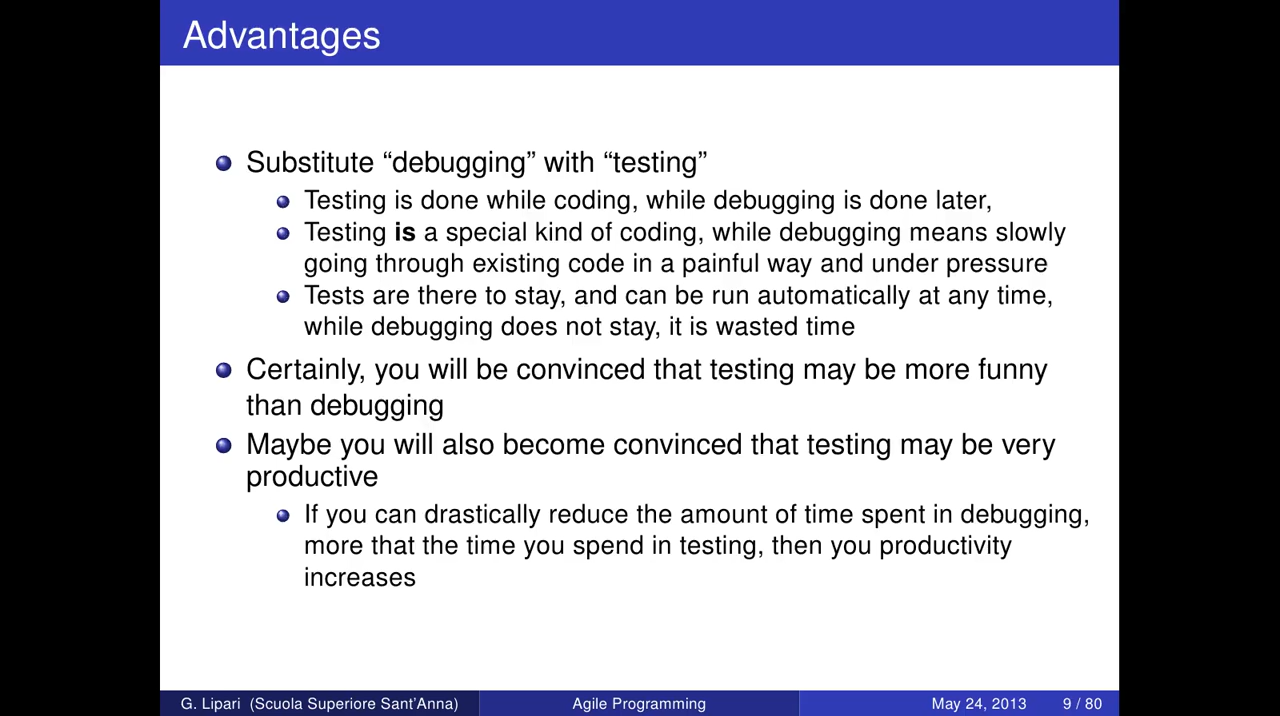 Advantages
Substitute “debugging” with “testing”
Testing is done while coding, while debugging is done later,
Testing is a special kind of coding, while debugging means slowly
going through existing code in a painful way and under pressure
Tests are there to stay, and can be run automatically at any time,
while debugging does not stay, it is wasted time
Certainly, you will be convinced that testing may be more funny
than debugging
Maybe you will also become convinced that testing may be very
productive
If you can drastically reduce the amount of time spent in debugging,
more that the time you spend in testing, then you productivity
increases
G. Lipari (Scuola Superiore Sant’Anna) Agile Programming May 24, 2013 9 / 80